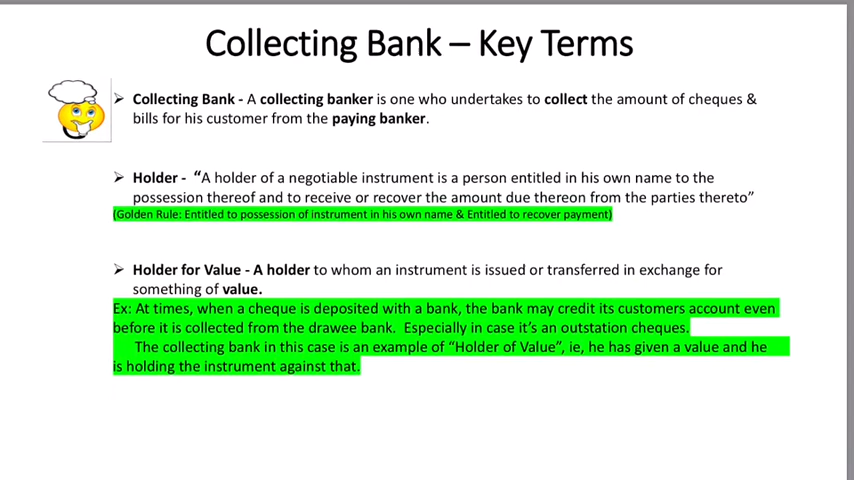 Collecting Bank – Key Terms
➢ Collecting Bank - A collecting banker is one who undertakes to collect the amount of cheques &
bills for his customer from the paying banker.
➢ Holder - “A holder of a negotiable instrument is a person entitled in his own name to the
possession thereof and to receive or recover the amount due thereon from the parties thereto”
(Golden Rule: Entitled to possession of instrument in his own name & Entitled to recover payment)
➢ Holder for Value - A holder to whom an instrument is issued or transferred in exchange for
something of value.
Ex: At times, when a cheque is deposited with a bank, the bank may credit its customers account even
before it is collected from the drawee bank. Especially in case it’s an outstation cheques.
The collecting bank in this case is an example of “Holder of Value”, ie, he has given a value and he
is holding the instrument against that.